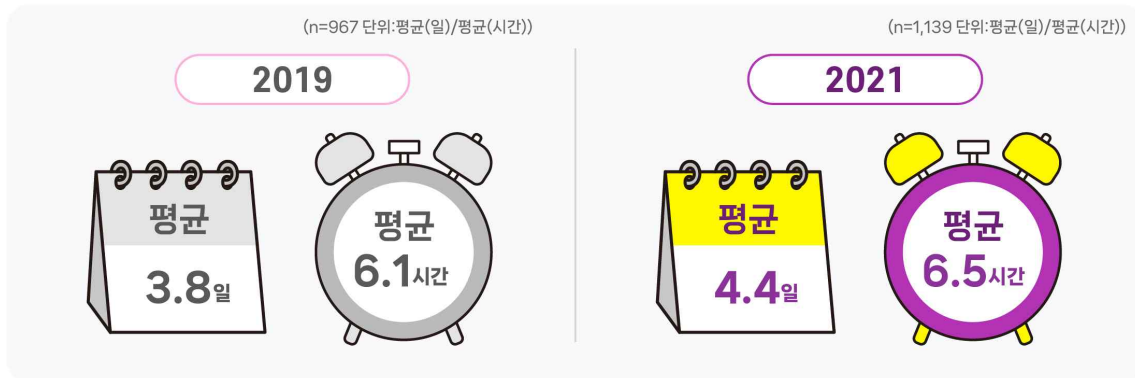 (n=967 단위:평균(일)/평균(시간))
2019
평균
3.8일
평균
6.1시간
(n=1,139 단위:평균(일)/평균(시간))
2021
평균
4.4일
평균
6.5시간